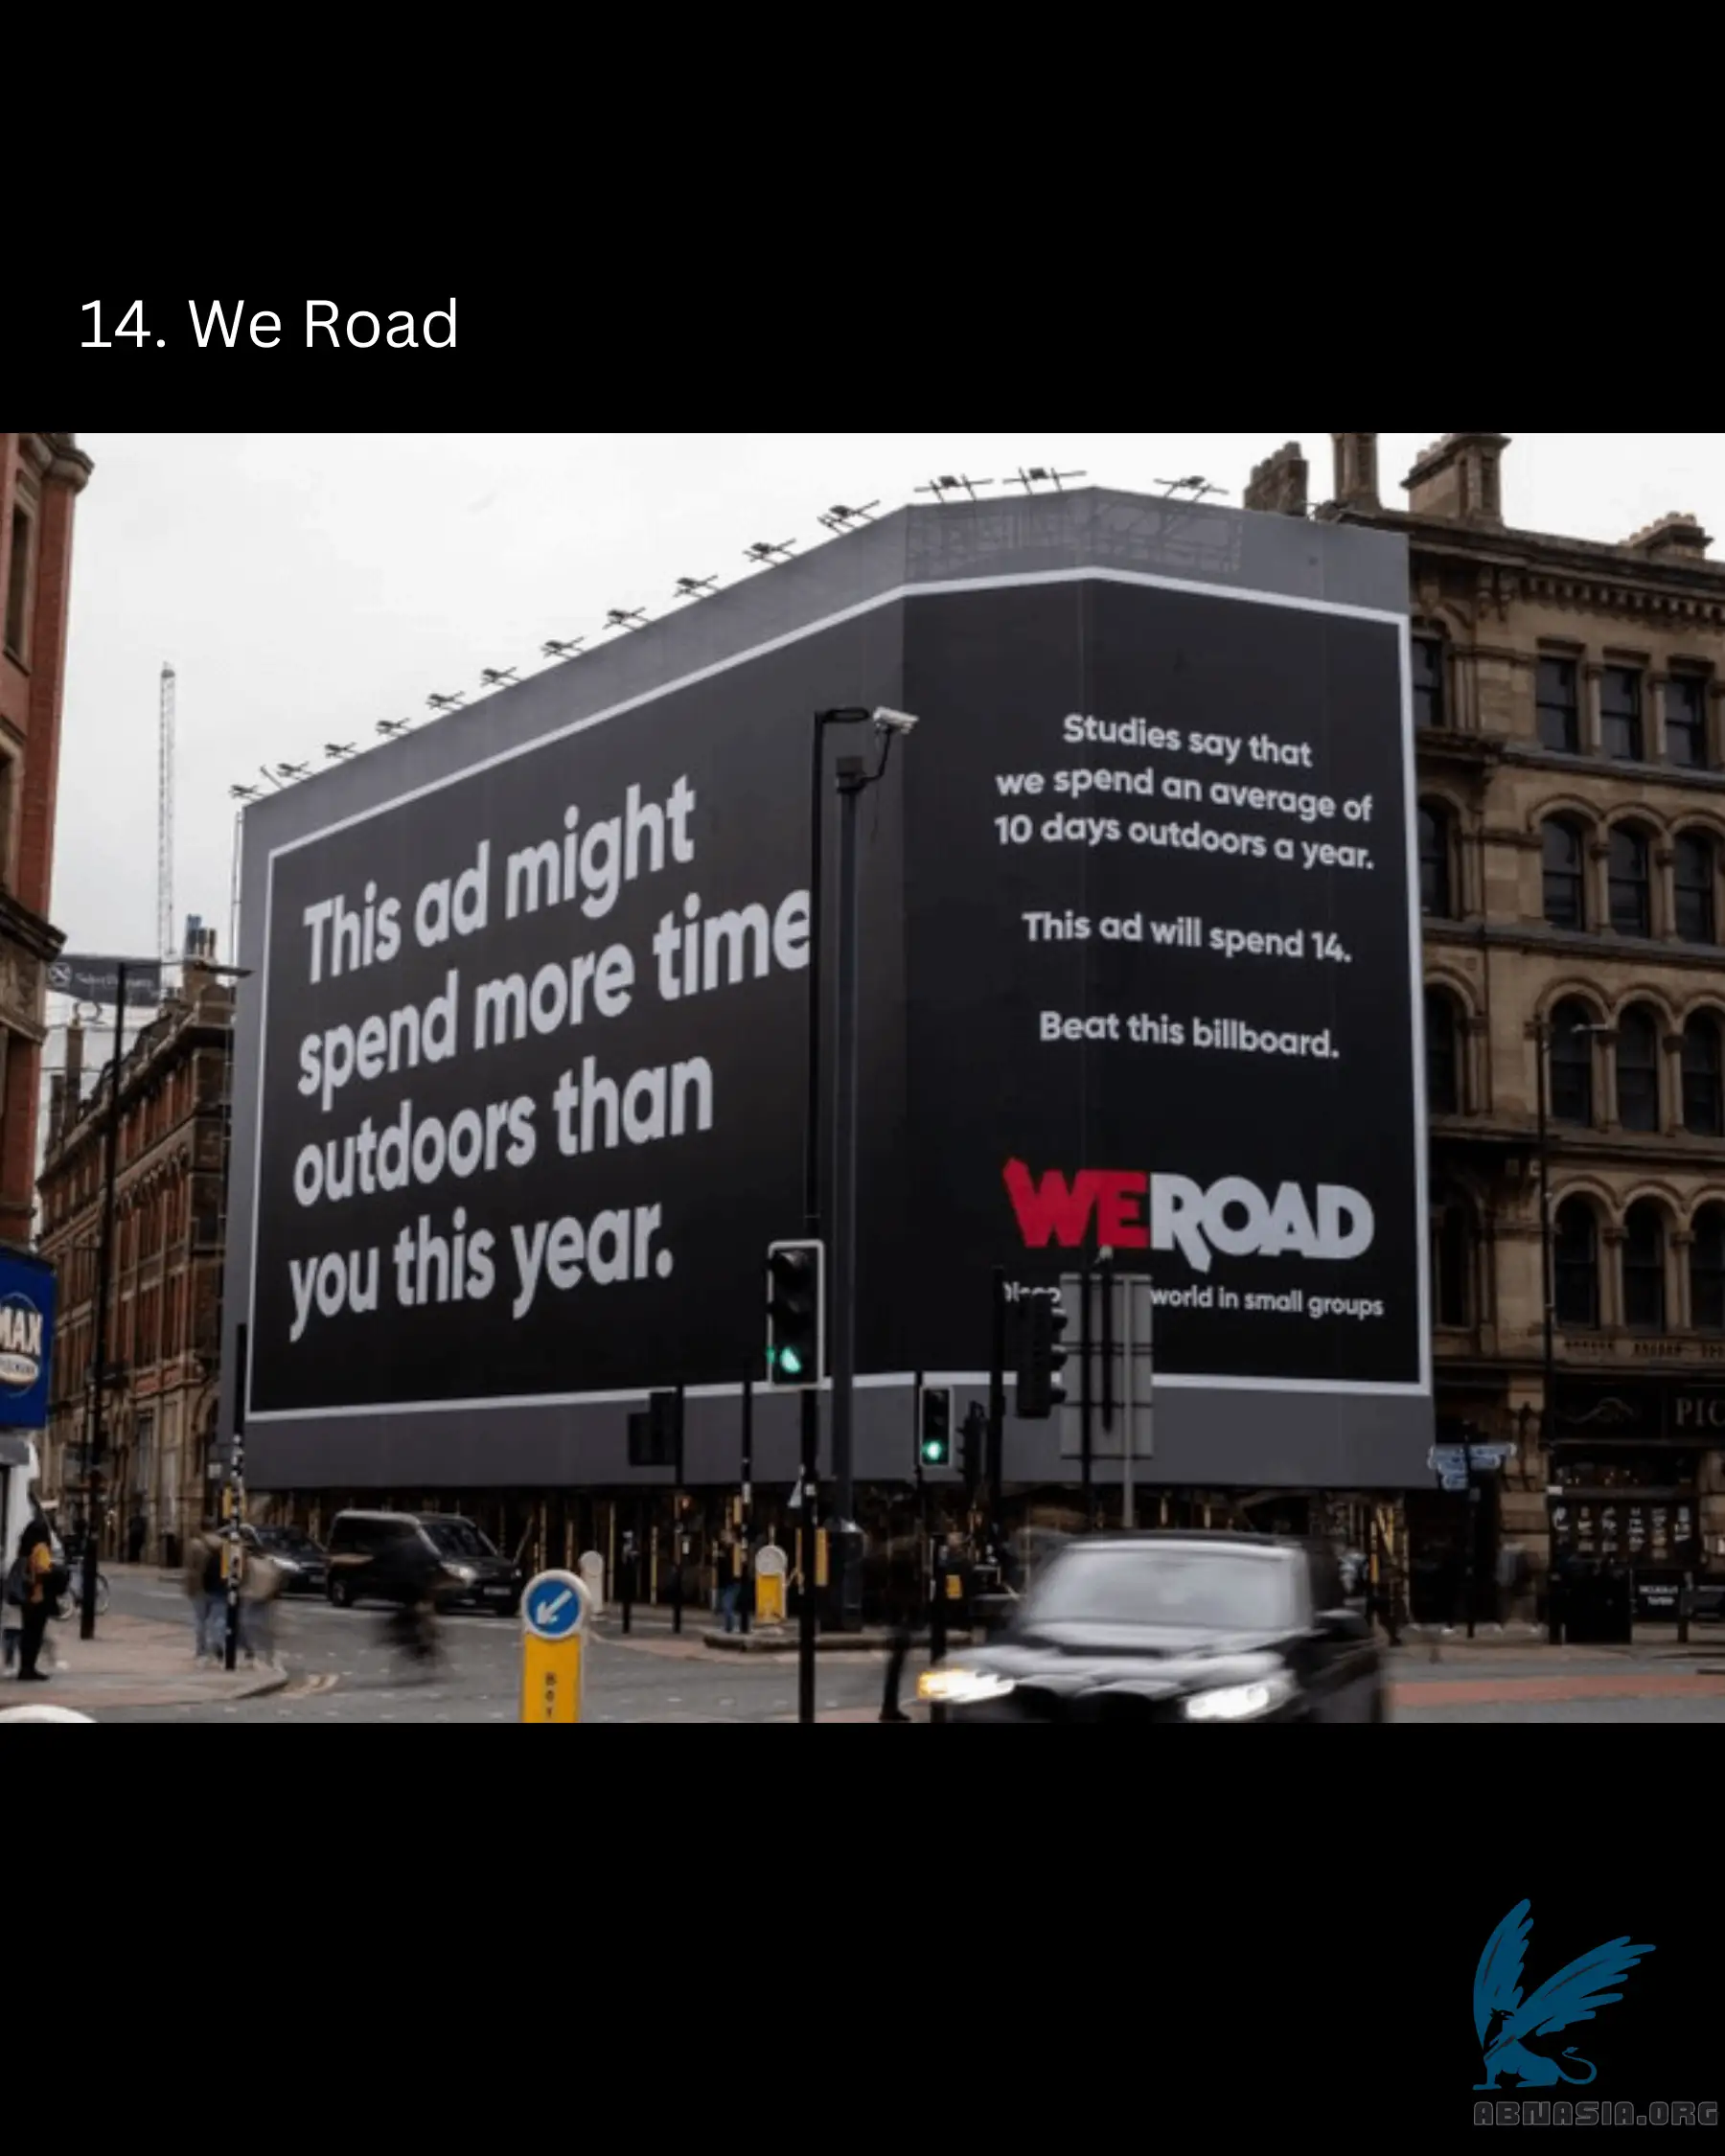 14. We Road
This ad might
spend more time
outdoors than
you this year.
Studies say that
we spend an average of
10 days outdoors a year.
This ad will spend 14.
Beat this billboard.
WEROAD
world in small groups
MAX
PIC
ABNASIA.ORG